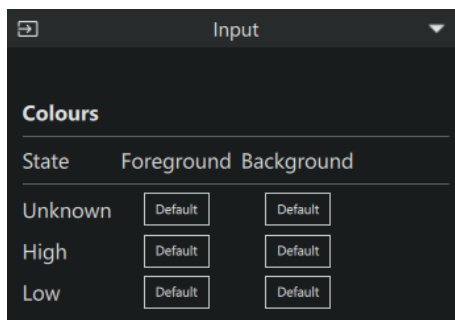 Input
Colours
State Foreground Background
Unknown Default Default
High Default Default
Low Default Default